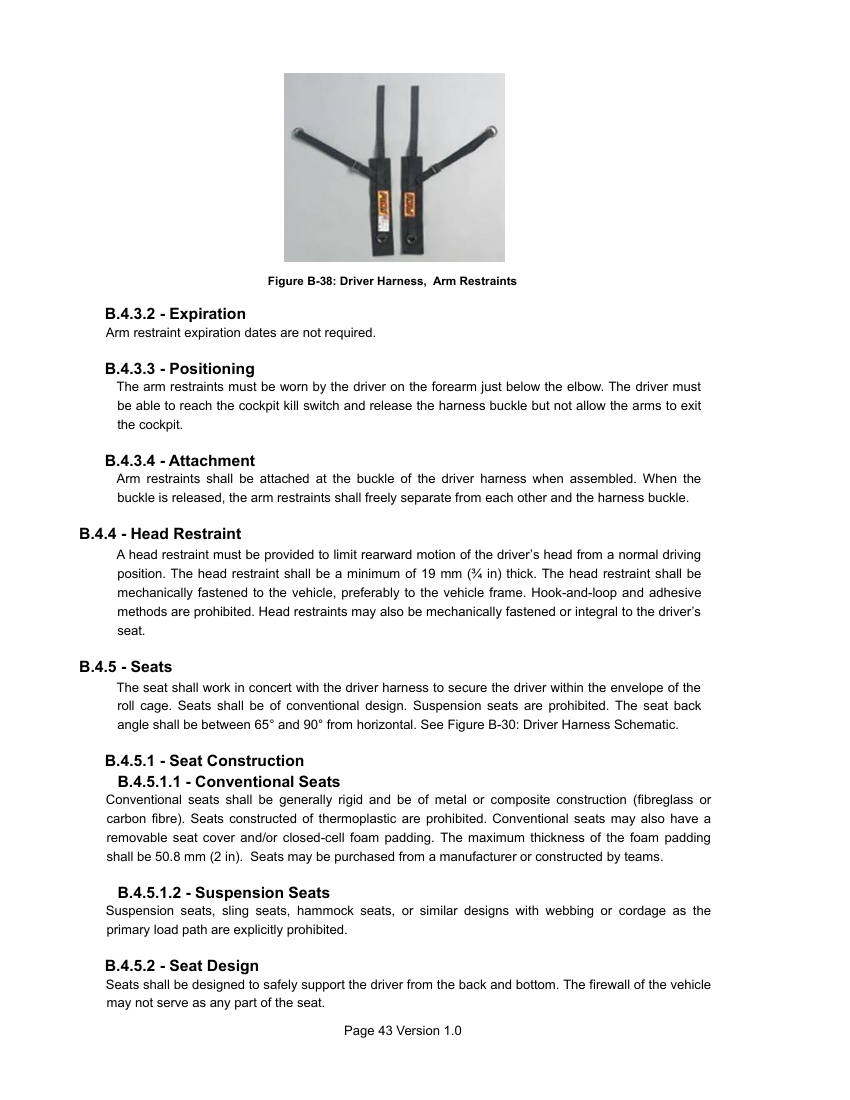 Figure B-38: Driver Harness,  Arm Restraints
B.4.3.2 - Expiration
Arm restraint expiration dates are not required.
B.4.3.3 - Positioning
The arm restraints must be worn by the driver on the forearm just below the elbow. The driver must
be able to reach the cockpit kill switch and release the harness buckle but not allow the arms to exit
the cockpit.
B.4.3.4 - Attachment
Arm restraints shall be attached at the buckle of the driver harness when assembled. When the
buckle is released, the arm restraints shall freely separate from each other and the harness buckle.
B.4.4 - Head Restraint
A head restraint must be provided to limit rearward motion of the driver’s head from a normal driving
position. The head restraint shall be a minimum of 19 mm (¾ in) thick. The head restraint shall be
mechanically fastened to the vehicle, preferably to the vehicle frame. Hook-and-loop and adhesive
methods are prohibited. Head restraints may also be mechanically fastened or integral to the driver’s
seat.
B.4.5 - Seats
The seat shall work in concert with the driver harness to secure the driver within the envelope of the
roll cage. Seats shall be of conventional design. Suspension seats are prohibited. The seat back
angle shall be between 65° and 90° from horizontal. See Figure B-30: Driver Harness Schematic.
B.4.5.1 - Seat Construction
B.4.5.1.1 - Conventional Seats
Conventional seats shall be generally rigid and be of metal or composite construction (fibreglass or
carbon fibre). Seats constructed of thermoplastic are prohibited. Conventional seats may also have a
removable seat cover and/or closed-cell foam padding. The maximum thickness of the foam padding
shall be 50.8 mm (2 in).  Seats may be purchased from a manufacturer or constructed by teams.
B.4.5.1.2 - Suspension Seats
Suspension seats, sling seats, hammock seats, or similar designs with webbing or cordage as the
primary load path are explicitly prohibited.
B.4.5.2 - Seat Design
Seats shall be designed to safely support the driver from the back and bottom. The firewall of the vehicle
may not serve as any part of the seat.
Page 43 Version 1.0